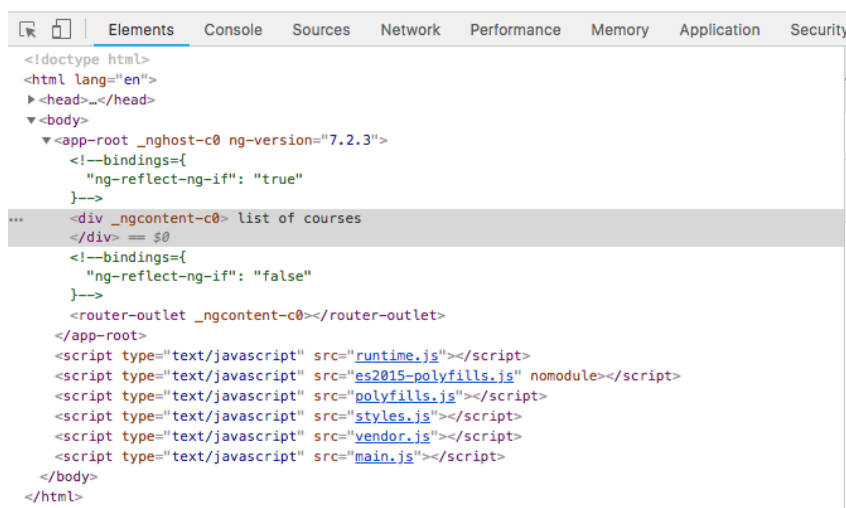 Elements Console Sources Network Performance Memory Application Security
<!doctype html>
<html lang="en">
<head>…</head>
<body>
<app-root _nghost-c0 ng-version="7.2.3">
<!--bindings={
"ng-reflect-ng-if": "true"
}-->
... <div _ngcontent-c0> list of courses
</div> == $0
<!--bindings={
"ng-reflect-ng-if": "false"
}-->
<router-outlet _ngcontent-c0></router-outlet>
</app-root>
<script type="text/javascript" src="runtime.js"></script>
<script type="text/javascript" src="es2015-polyfills.js" nomodule></script>
<script type="text/javascript" src="polyfills.js"></script>
<script type="text/javascript" src="styles.js"></script>
<script type="text/javascript" src="vendor.js"></script>
<script type="text/javascript" src="main.js"></script>
</body>
</html>